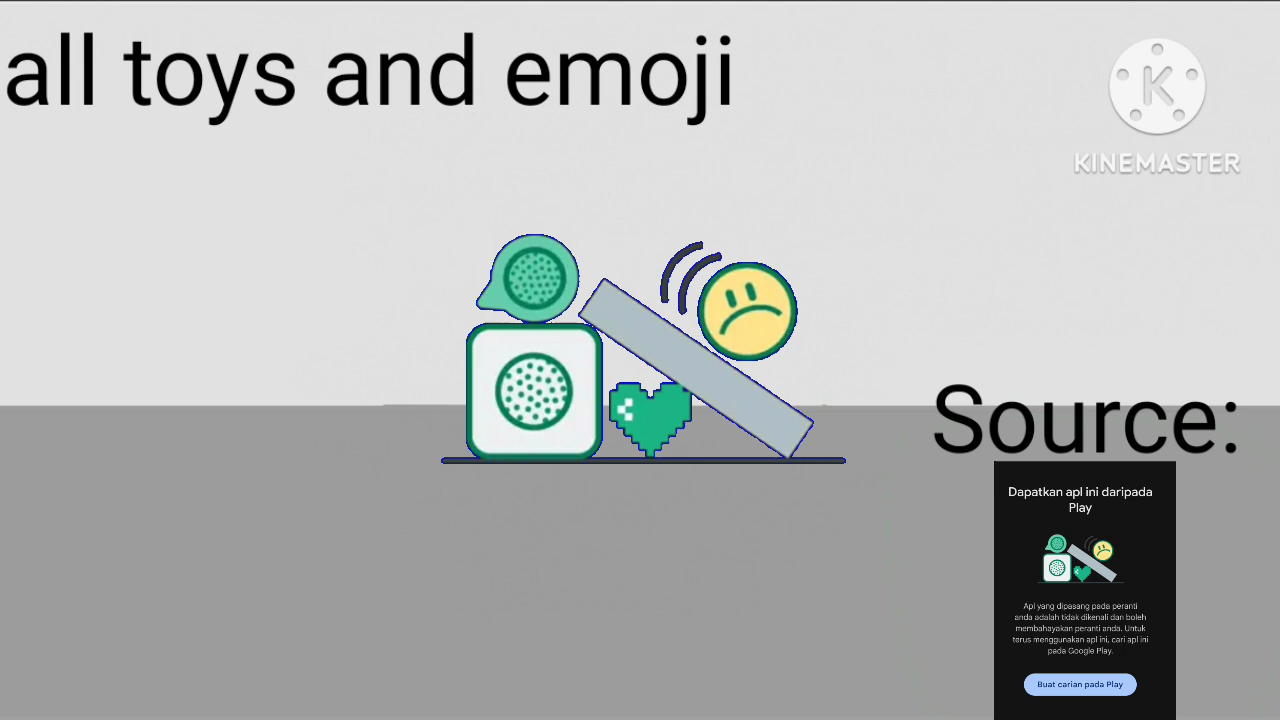 all toys and emoji
K
KINEMASTER
Source:
Dapatkan apl ini daripada
Play
Apl yang dipasang pada peranti
anda adalah tidak dikenali dan boleh
membahayakan peranti anda. Untuk
terus menggunakan apl ini, cari apl ini
pada Google Play.
Buat carian pada Play